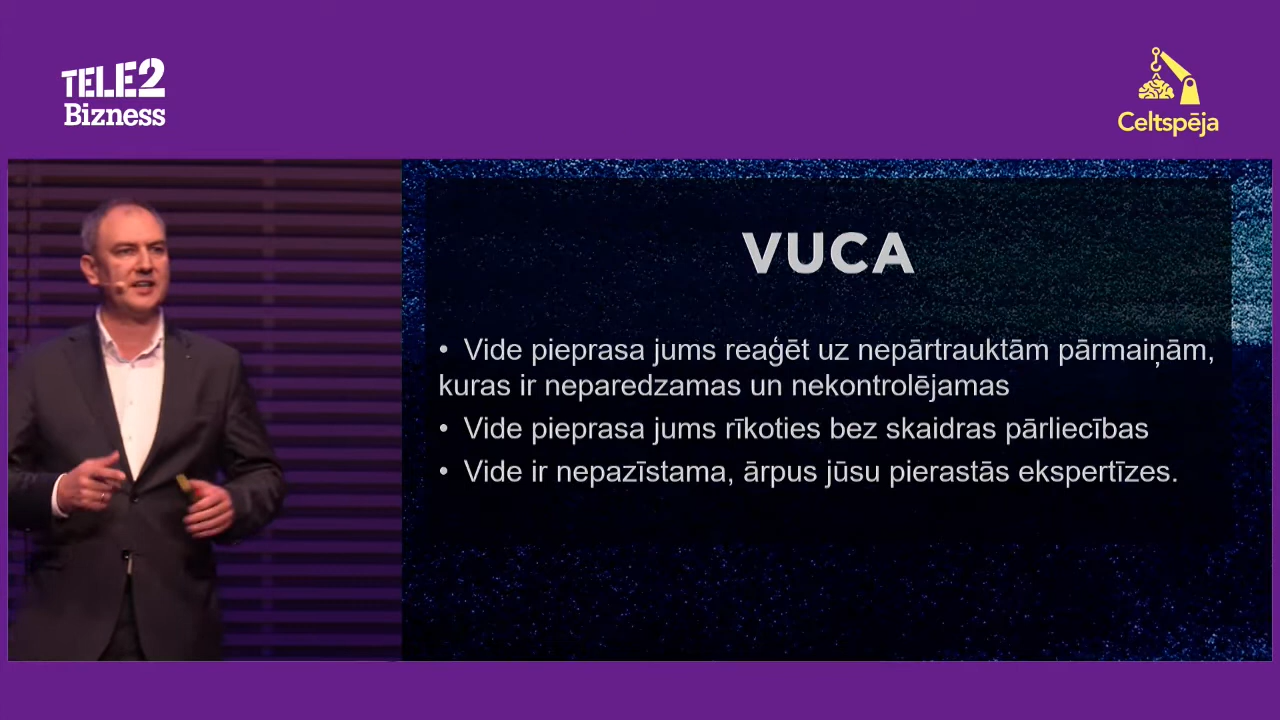 TELE2
Bizness
Celtspēja
VUCA
• Vide pieprasa jums reaģēt uz nepārtrauktām pārmaiņām,
kuras ir neparedzamas un nekontrolējamas
• Vide pieprasa jums rīkoties bez skaidras pārliecības
• Vide ir nepazīstama, ārpus jūsu pierastās ekspertīzes.